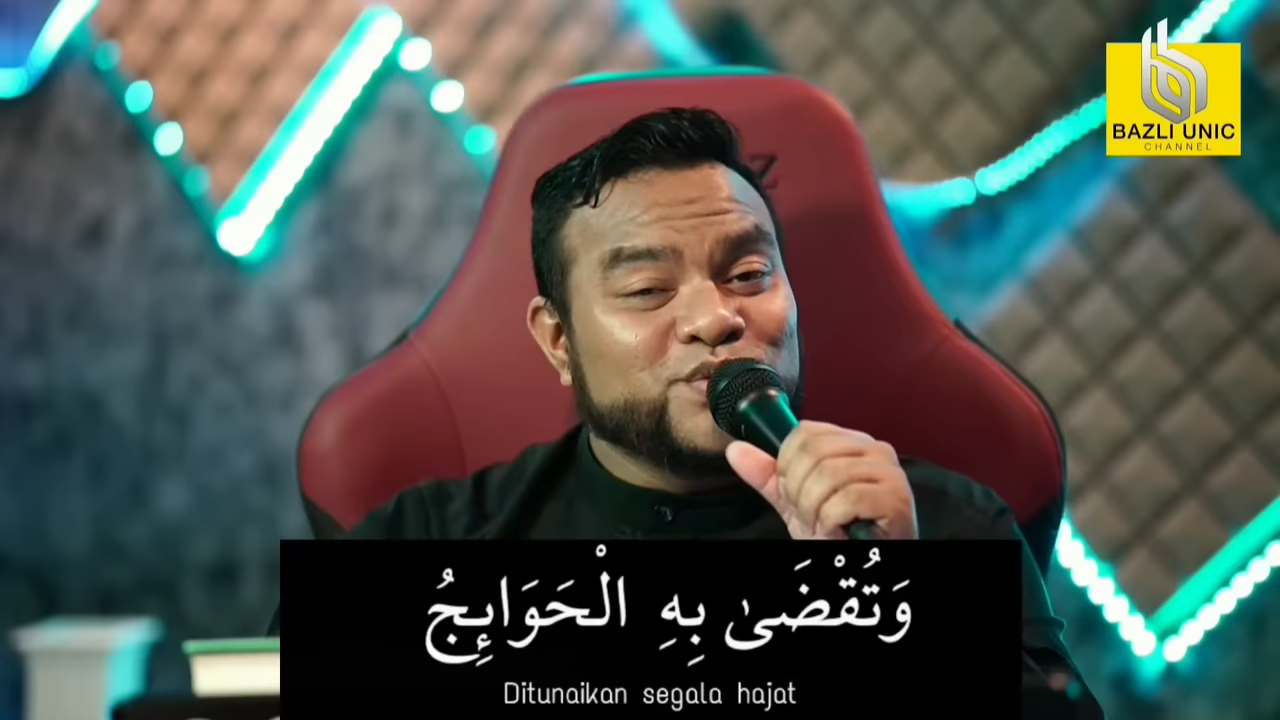 BAZLI UNIC
CHANNEL
وَتُقْضَىٰ بِهِ الْحَوَائِجُ
Ditunaikan segala hajat